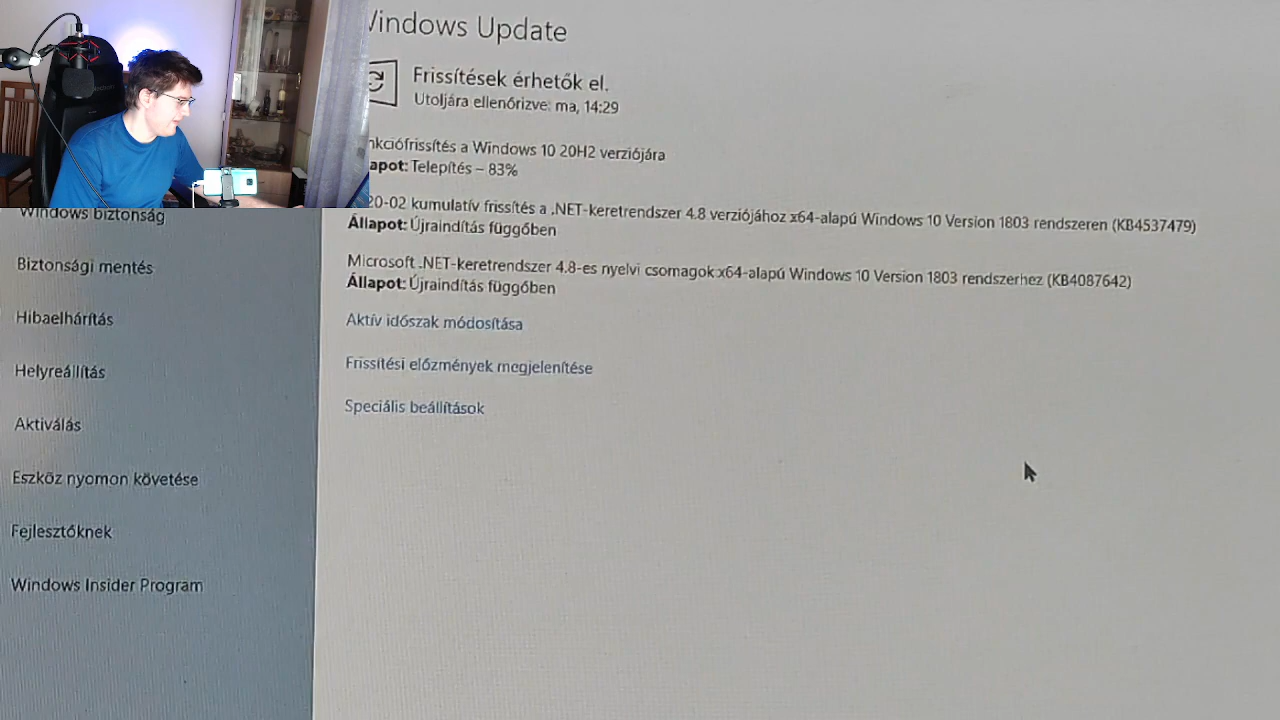 Windows Update
Frissítések érhetők el.
Utoljára ellenőrizve: ma, 14:29
nkciófrissítés a Windows 10 20H2 verziójára
apot: Telepítés – 83%
20-02 kumulatív frissítés a .NET-keretrendszer 4.8 verziójához x64-alapú Windows 10 Version 1803 rendszeren (KB4537479)
Állapot: Újraindítás függőben
Microsoft .NET-keretrendszer 4.8-es nyelvi csomagok x64-alapú Windows 10 Version 1803 rendszerhez (KB4087642)
Állapot: Újraindítás függőben
Aktív időszak módosítása
Frissítési előzmények megjelenítése
Speciális beállítások
Windows biztonság
Biztonsági mentés
Hibaelhárítás
Helyreállítás
Aktiválás
Eszköz nyomon követése
Fejlesztőknek
Windows Insider Program